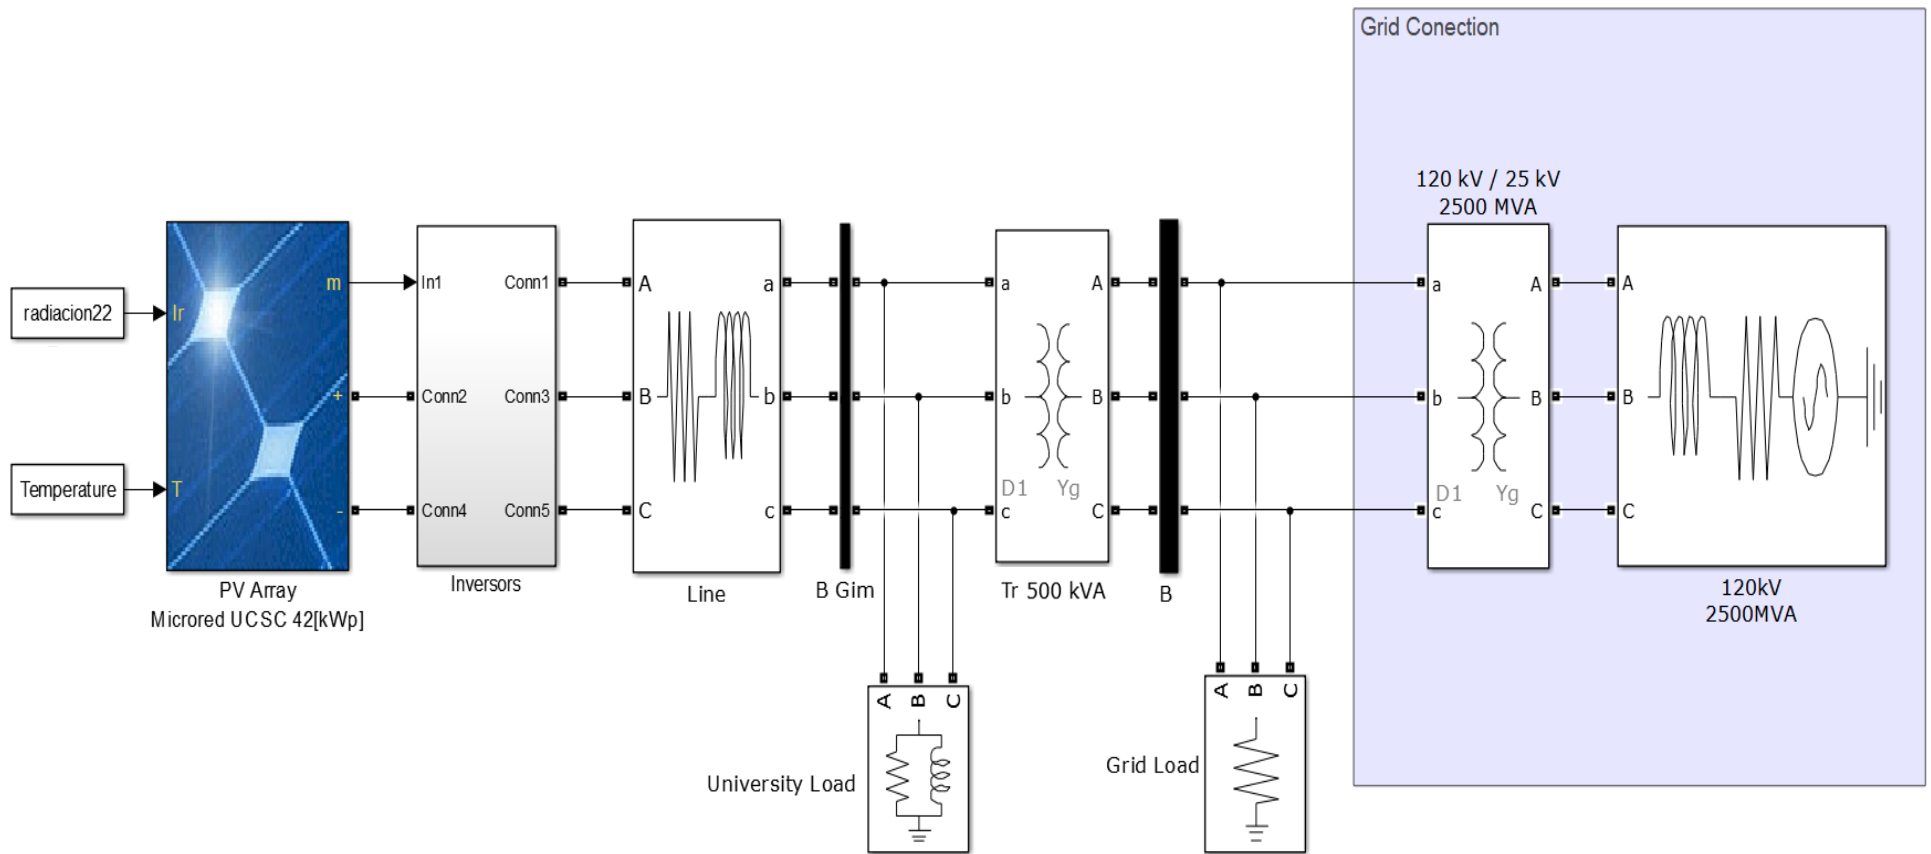 Grid Conection
120 kV / 25 kV
2500 MVA
radiacion22
Temperature
Ir
T
m
+
-
In1
Conn2
Conn4
Conn1
Conn3
Conn5
A
B
C
a
b
c
a
b
c
A
B
C
D1 Yg
a
b
c
A
B
C
D1 Yg
A
B
C
PV Array
Microred UCSC 42[kWp]
Inversors
Line
B Gim
Tr 500 kVA
B
120kV
2500MVA
A B C
University Load
A B C
Grid Load